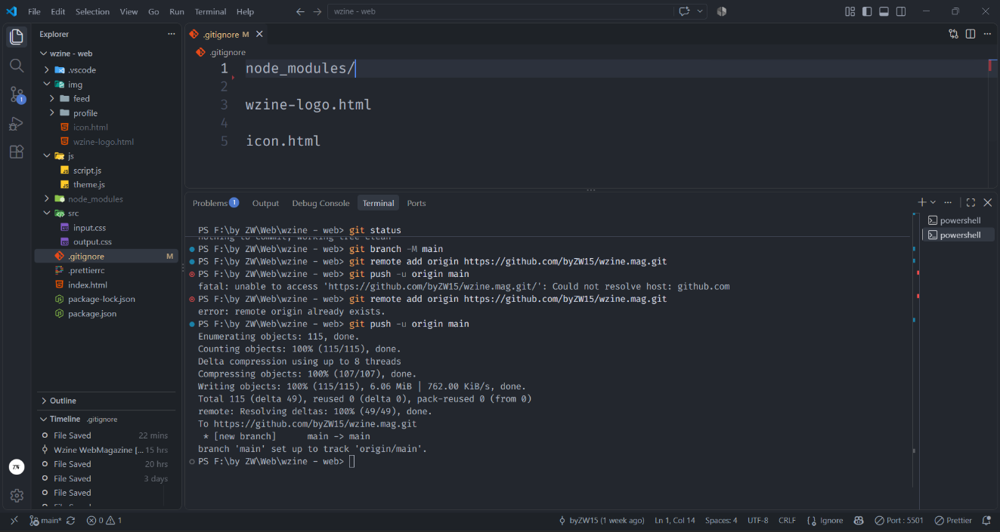 File Edit Selection View Go Run Terminal Help
wzine - web
Explorer
wzine - web
.vscode
img
feed
profile
icon.html
wzine-logo.html
js
script.js
theme.js
node_modules
src
input.css
output.css
.gitignore M
.prettierrc
index.html
package-lock.json
package.json
Outline
Timeline .gitignore
File Saved 22 mins
Wzine WebMagazine [... 15 hrs
File Saved 20 hrs
File Saved 3 days
File Saved
1
ZW
.gitignore M
.gitignore
1 node_modules/
2
3 wzine-logo.html
4
5 icon.html
Problems 1 Output Debug Console Terminal Ports
powershell
powershell
PS F:\by ZW\Web\wzine - web> git status
nothing to commit, working tree clean
PS F:\by ZW\Web\wzine - web> git branch -M main
PS F:\by ZW\Web\wzine - web> git remote add origin https://github.com/byZW15/wzine.mag.git
PS F:\by ZW\Web\wzine - web> git push -u origin main
fatal: unable to access 'https://github.com/byZW15/wzine.mag.git/': Could not resolve host: github.com
PS F:\by ZW\Web\wzine - web> git remote add origin https://github.com/byZW15/wzine.mag.git
error: remote origin already exists.
PS F:\by ZW\Web\wzine - web> git push -u origin main
Enumerating objects: 115, done.
Counting objects: 100% (115/115), done.
Delta compression using up to 8 threads
Compressing objects: 100% (107/107), done.
Writing objects: 100% (115/115), 6.06 MiB | 762.00 KiB/s, done.
Total 115 (delta 49), reused 0 (delta 0), pack-reused 0 (from 0)
remote: Resolving deltas: 100% (49/49), done.
To https://github.com/byZW15/wzine.mag.git
* [new branch] main -> main
branch 'main' set up to track 'origin/main'.
PS F:\by ZW\Web\wzine - web>
main* 0 1 byZW15 (1 week ago) Ln 1, Col 14 Spaces: 4 UTF-8 CRLF Ignore Port : 5501 Prettier